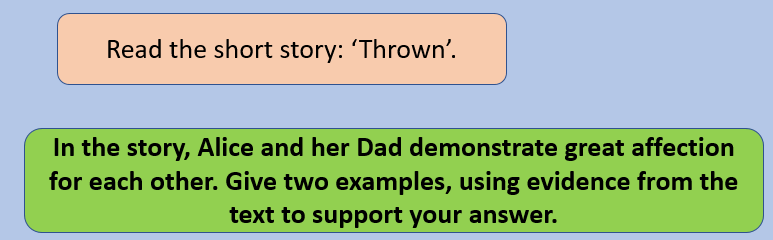 Read the short story: ‘Thrown’.
In the story, Alice and her Dad demonstrate great affection
for each other. Give two examples, using evidence from the
text to support your answer.